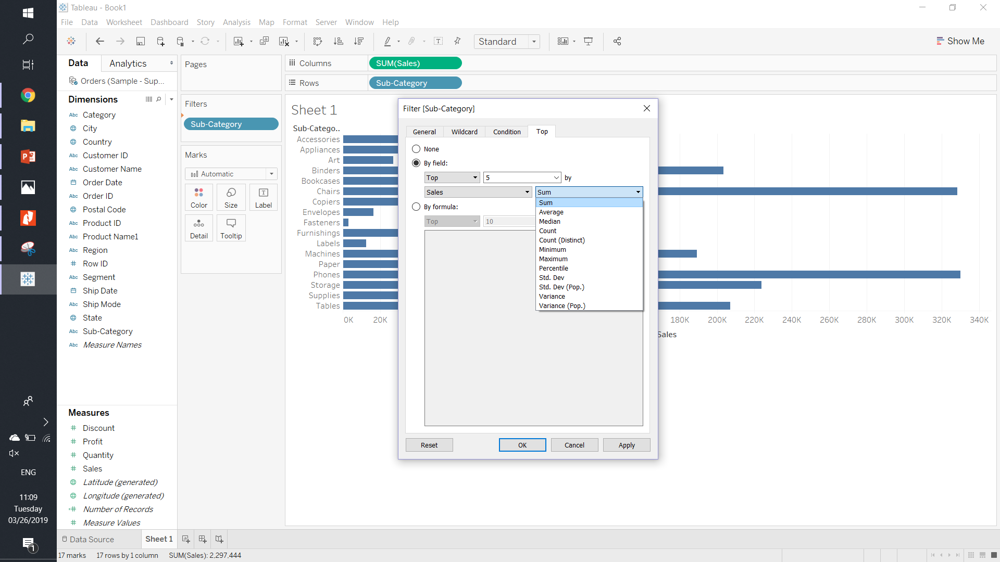 Tableau - Book1
File Data Worksheet Dashboard Story Analysis Map Format Server Window Help
Standard
Show Me
Data
Analytics
Orders (Sample - Sup...
Dimensions
Abc Category
City
Country
Abc Customer ID
Abc Customer Name
Order Date
Abc Order ID
Postal Code
Abc Product ID
Abc Product Name1
Abc Region
# Row ID
Abc Segment
Ship Date
Abc Ship Mode
State
Abc Sub-Category
Abc Measure Names
Measures
# Discount
# Profit
# Quantity
# Sales
Latitude (generated)
Longitude (generated)
=# Number of Records
# Measure Values
Pages
Filters
Sub-Category
Marks
Automatic
Color
Size
Label
Detail
Tooltip
Columns
SUM(Sales)
Rows
Sub-Category
Sheet 1
Sub-Catego..
Accessories
Appliances
Art
Binders
Bookcases
Chairs
Copiers
Envelopes
Fasteners
Furnishings
Labels
Machines
Paper
Phones
Storage
Supplies
Tables
0K 20K 180K 200K 220K 240K 260K 280K 300K 320K 340K
Sales
Filter [Sub-Category]
General Wildcard Condition Top
None
By field:
Top 5 by
Sales Sum
Sum
Average
Median
Count
Count (Distinct)
Minimum
Maximum
Percentile
Std. Dev
Std. Dev (Pop.)
Variance
Variance (Pop.)
By formula:
Top 10
Reset OK Cancel Apply
ENG
11:09
Tuesday
03/26/2019
1
Data Source
Sheet 1
17 marks 17 rows by 1 column SUM(Sales): 2,297,444